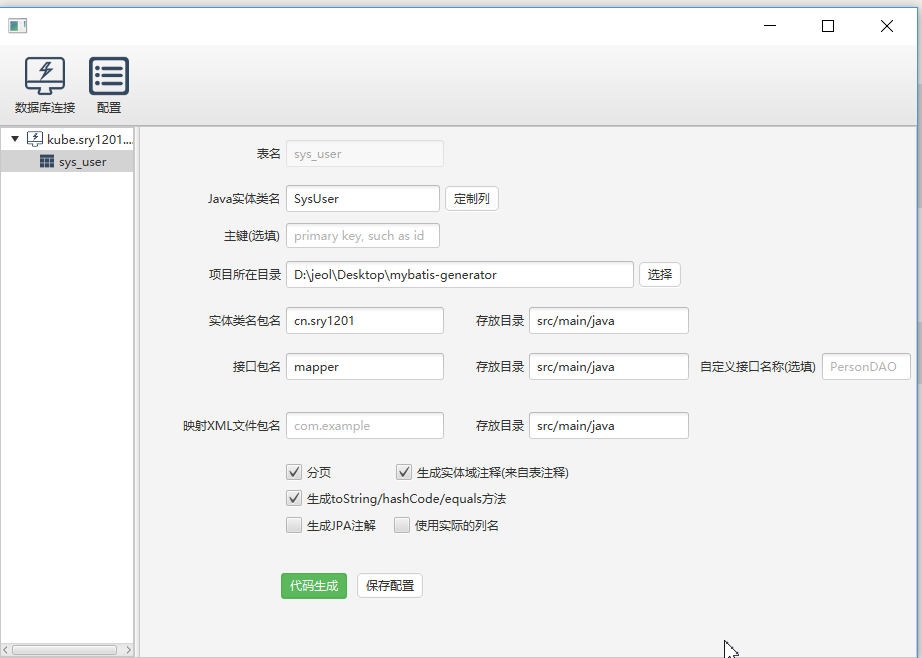 数据库连接 配置
kube.sry1201....
sys_user
表名 sys_user
Java实体类名 SysUser 定制列
主键(选填) primary key, such as id
项目所在目录 D:\jeol\Desktop\mybatis-generator 选择
实体类名包名 cn.sry1201 存放目录 src/main/java
接口包名 mapper 存放目录 src/main/java 自定义接口名称(选填) PersonDAO
映射XML文件包名 com.example 存放目录 src/main/java
分页 生成实体域注释(来自表注释)
生成toString/hashCode/equals方法
生成JPA注解 使用实际的列名
代码生成 保存配置